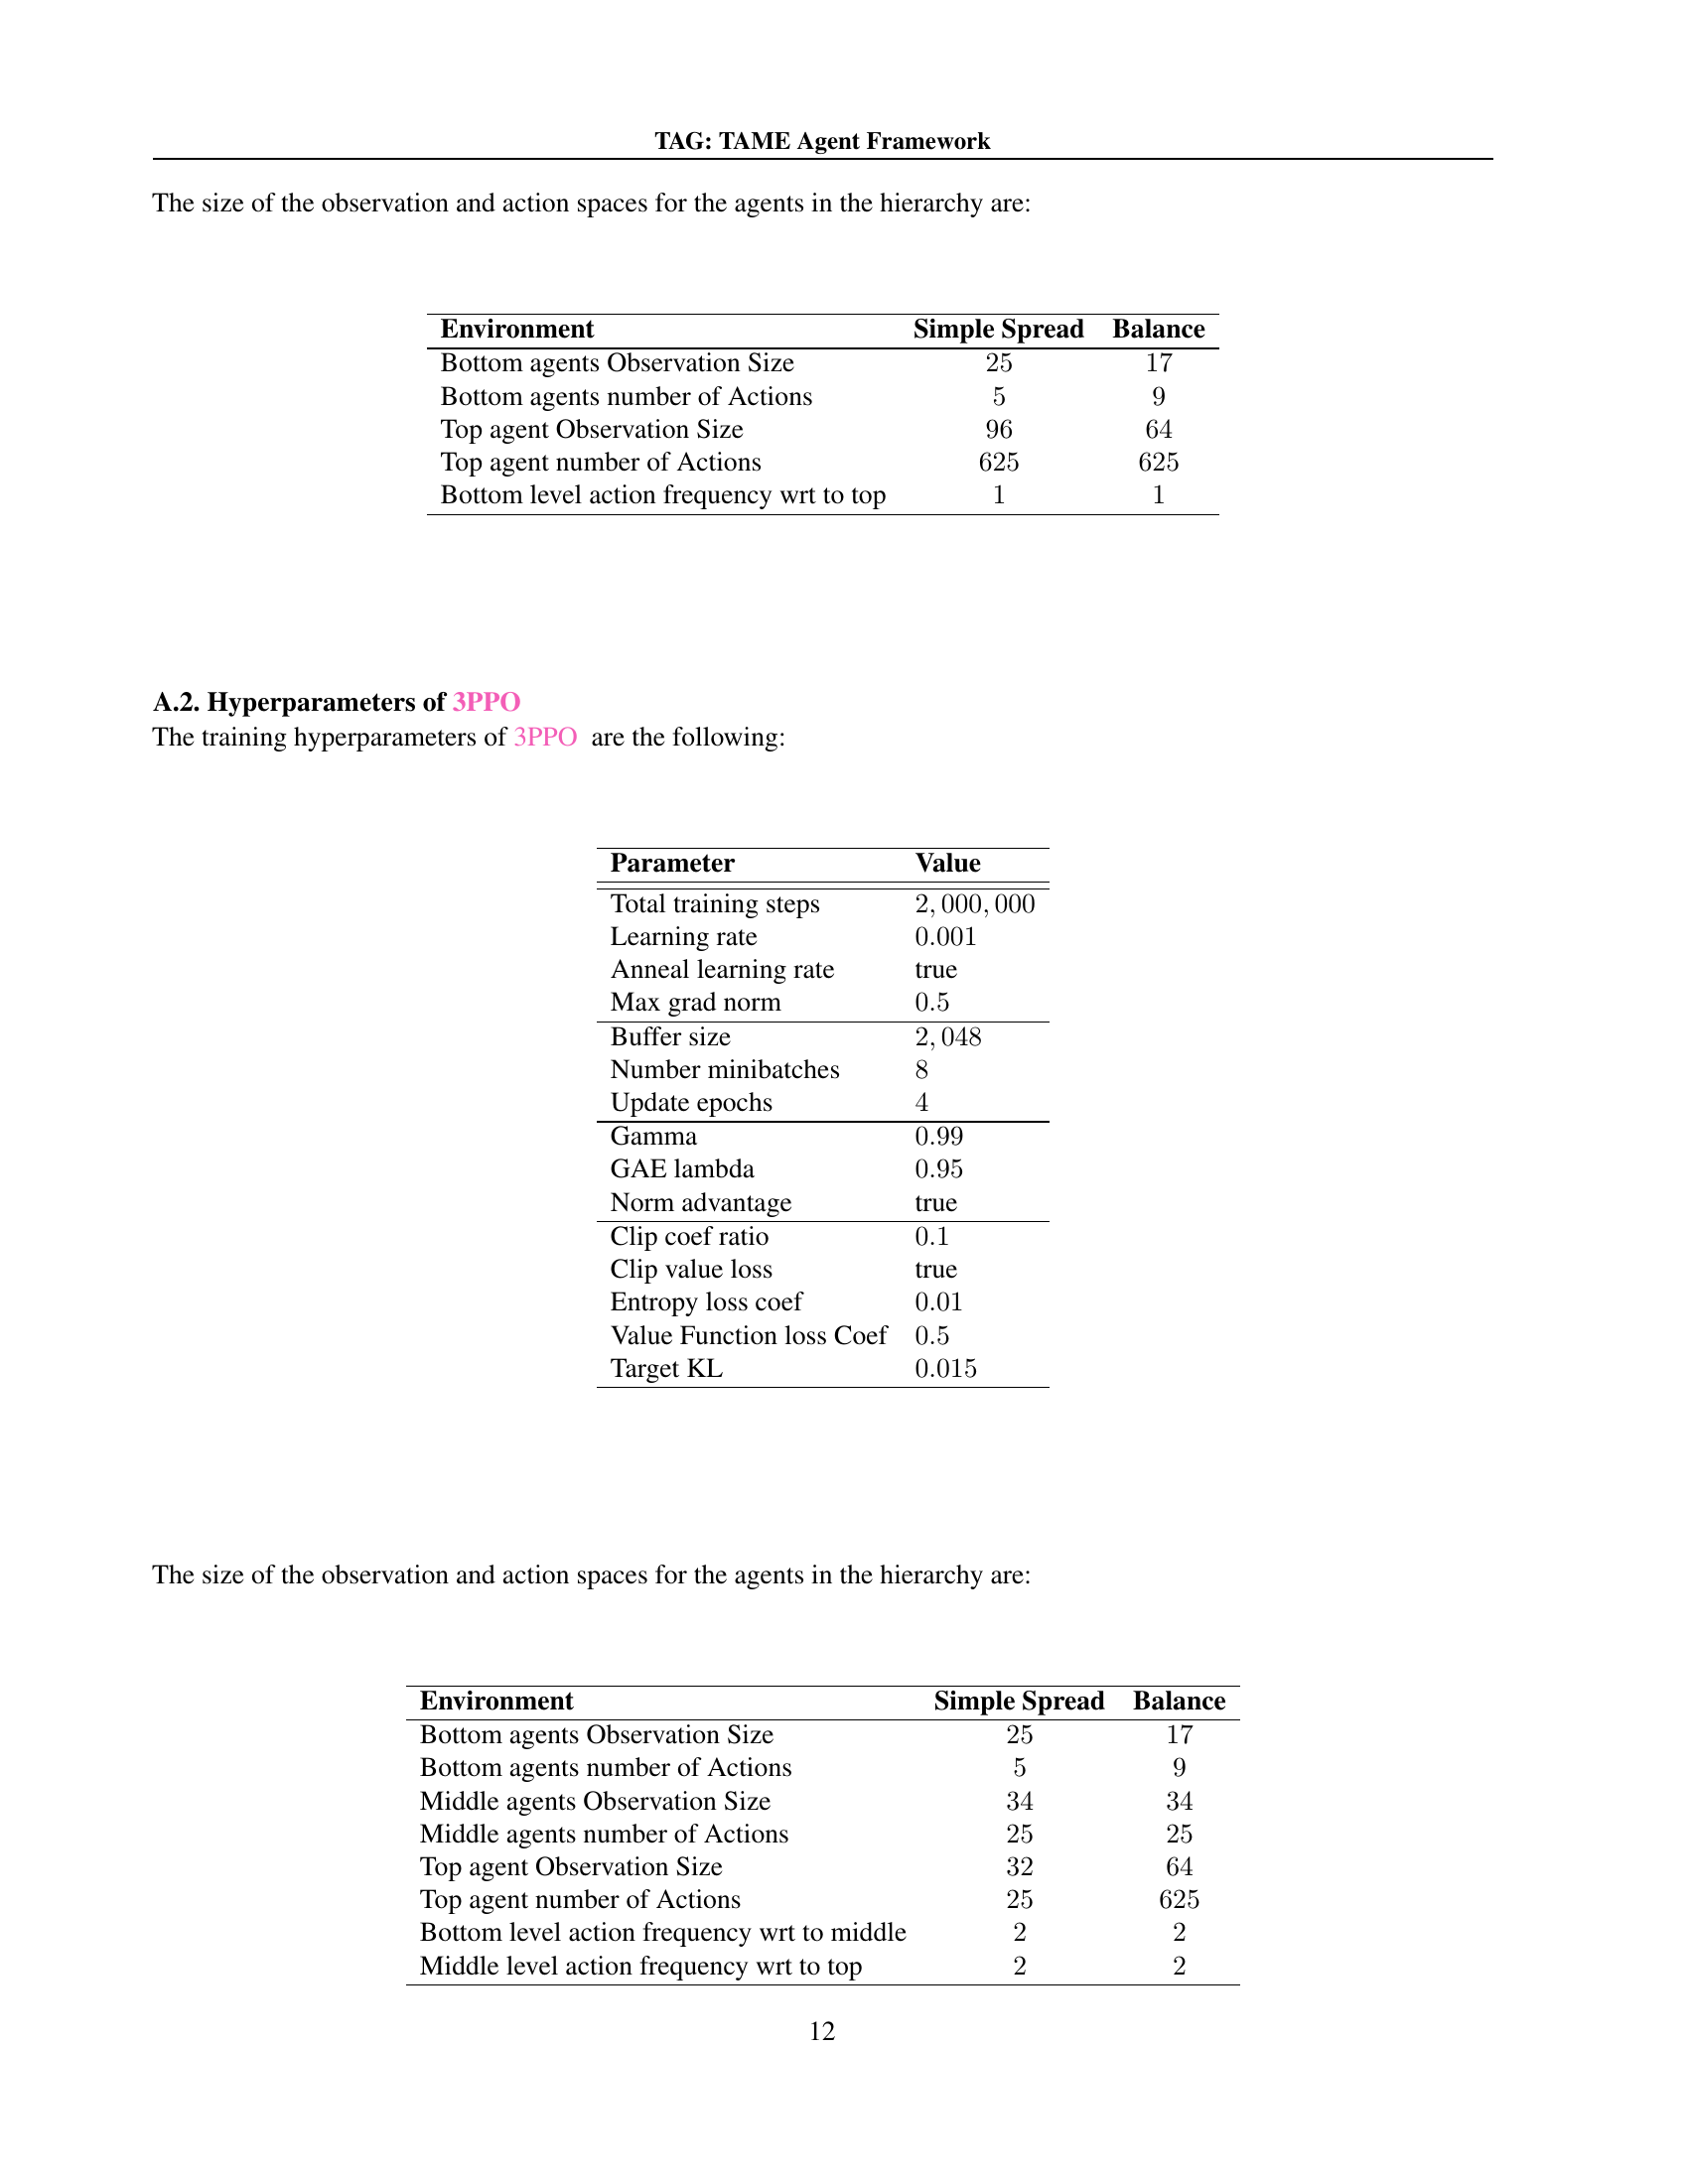 TAG: TAME Agent Framework
The size of the observation and action spaces for the agents in the hierarchy are:
Environment Simple Spread Balance
Bottom agents Observation Size 25 17
Bottom agents number of Actions 5 9
Top agent Observation Size 96 64
Top agent number of Actions 625 625
Bottom level action frequency wrt to top 1 1
A.2. Hyperparameters of 3PPO
The training hyperparameters of 3PPO are the following:
Parameter Value
Total training steps 2, 000, 000
Learning rate 0.001
Anneal learning rate true
Max grad norm 0.5
Buffer size 2, 048
Number minibatches 8
Update epochs 4
Gamma 0.99
GAE lambda 0.95
Norm advantage true
Clip coef ratio 0.1
Clip value loss true
Entropy loss coef 0.01
Value Function loss Coef 0.5
Target KL 0.015
The size of the observation and action spaces for the agents in the hierarchy are:
Environment Simple Spread Balance
Bottom agents Observation Size 25 17
Bottom agents number of Actions 5 9
Middle agents Observation Size 34 34
Middle agents number of Actions 25 25
Top agent Observation Size 32 64
Top agent number of Actions 25 625
Bottom level action frequency wrt to middle 2 2
Middle level action frequency wrt to top 2 2
12